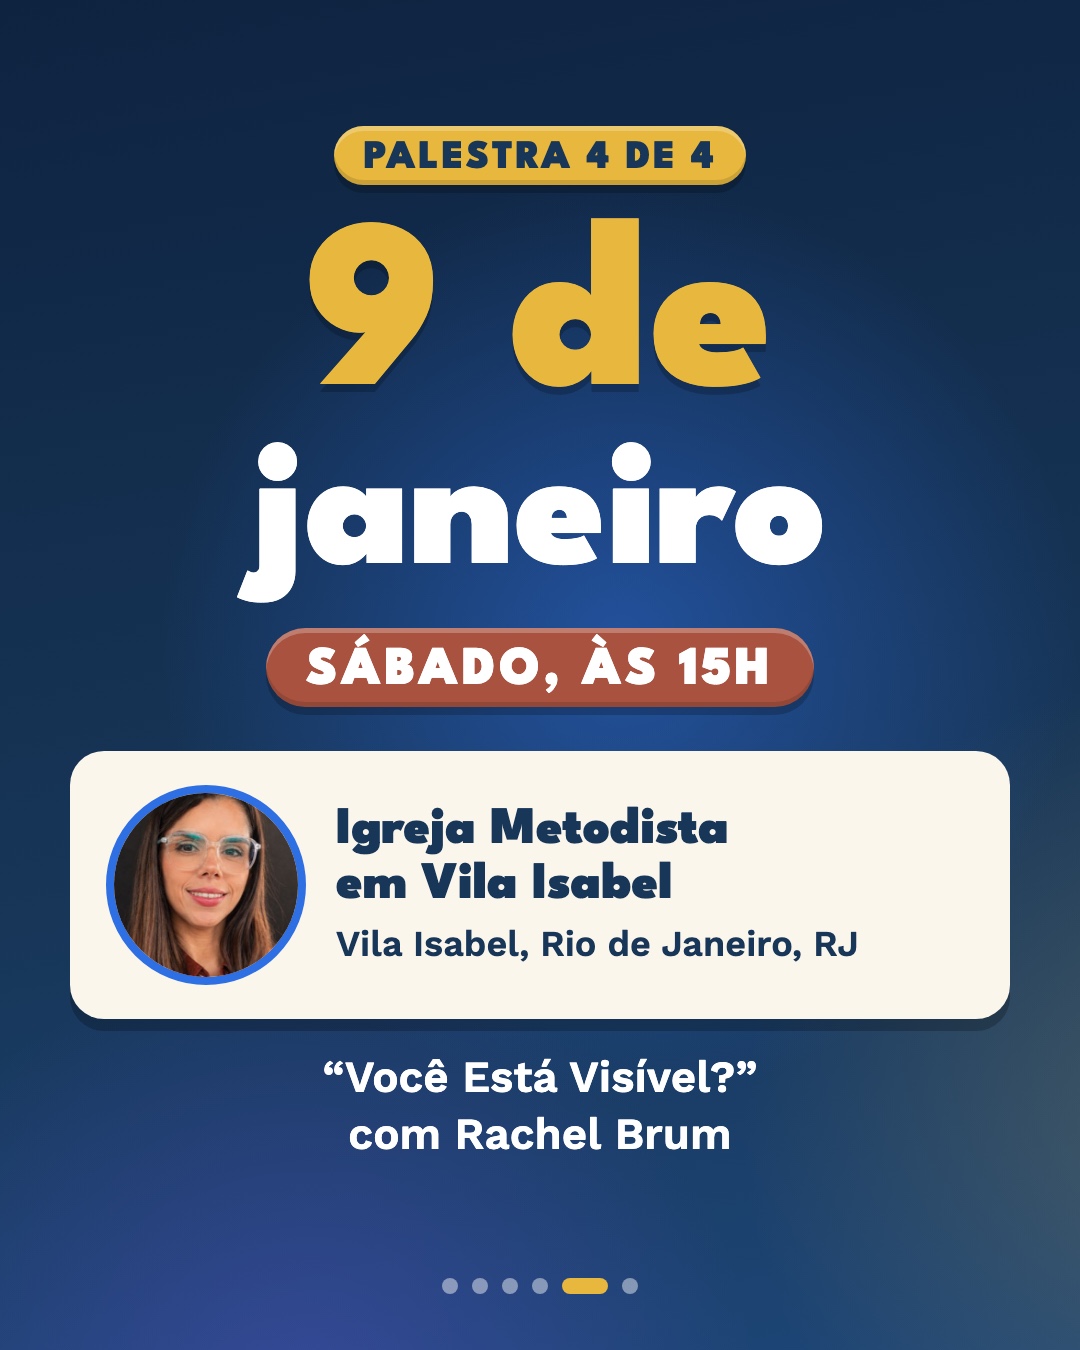 PALESTRA 4 DE 4
9 de
janeiro
SÁBADO, ÀS 15H
Igreja Metodista
em Vila Isabel
Vila Isabel, Rio de Janeiro, RJ
“Você Está Visível?”
com Rachel Brum